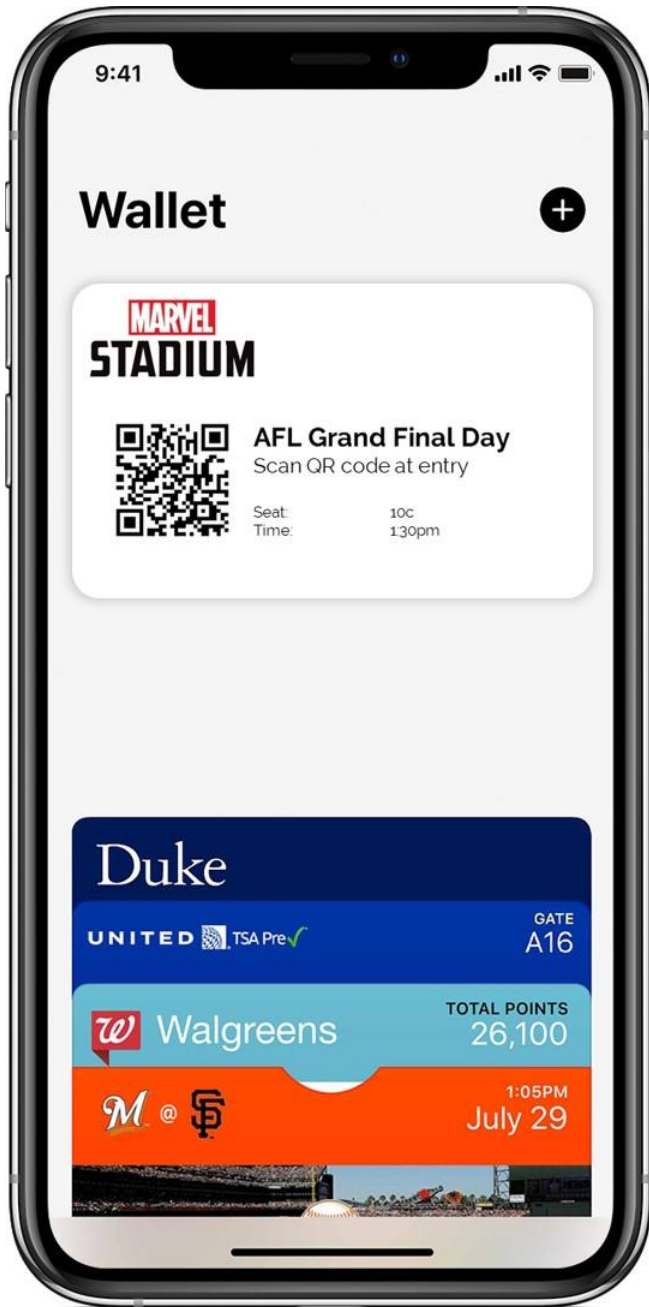 9:41
Wallet
MARVEL
STADIUM
AFL Grand Final Day
Scan QR code at entry
Seat: 10c
Time: 1:30pm
Duke
UNITED TSA Pre✓
GATE
A16
W Walgreens
TOTAL POINTS
26,100
M @ SF
1:05PM
July 29